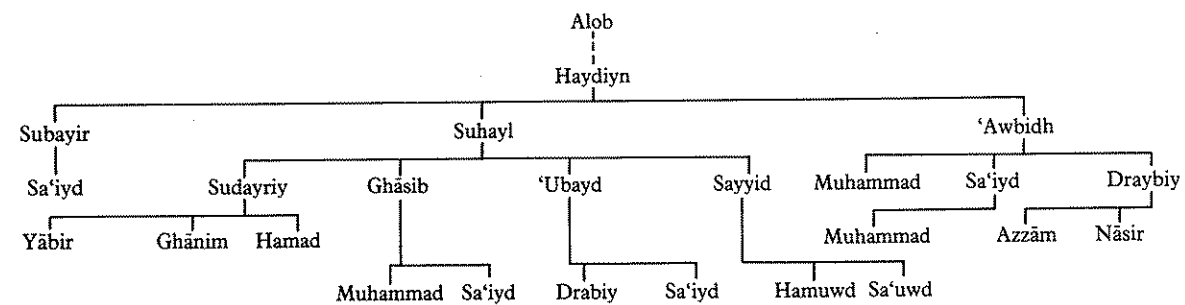 Alob
Haydiyn
Subayir Suhayl ‘Awbidh
Sa‘iyd Sudayriy Ghāsib ‘Ubayd Sayyid Muhammad Sa‘iyd Draybiy
Yābir Ghānim Hamad Muhammad Azzām Nāsir
Muhammad Sa‘iyd Drabiy Sa‘iyd Hamuwd Sa‘uwd